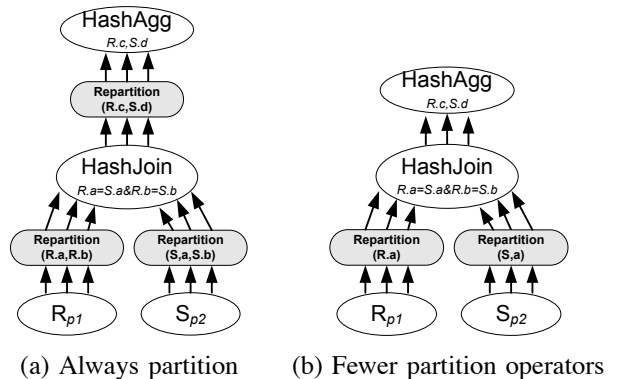 HashAgg
R.c,S.d
Repartition
(R.c,S.d)
HashJoin
R.a=S.a&R.b=S.b
Repartition
(R.a,R.b)
Repartition
(S,a,S.b)
Rp1
Sp2
(a) Always partition
HashAgg
R.c,S.d
HashJoin
R.a=S.a&R.b=S.b
Repartition
(R.a)
Repartition
(S,a)
Rp1
Sp2
(b) Fewer partition operators